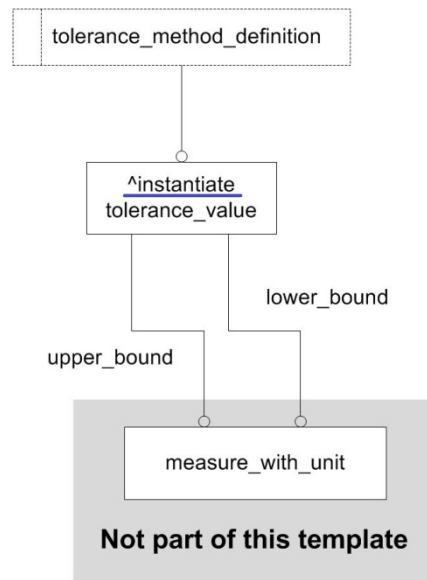 tolerance_method_definition
^instantiate
tolerance_value
lower_bound
upper_bound
measure_with_unit
Not part of this template